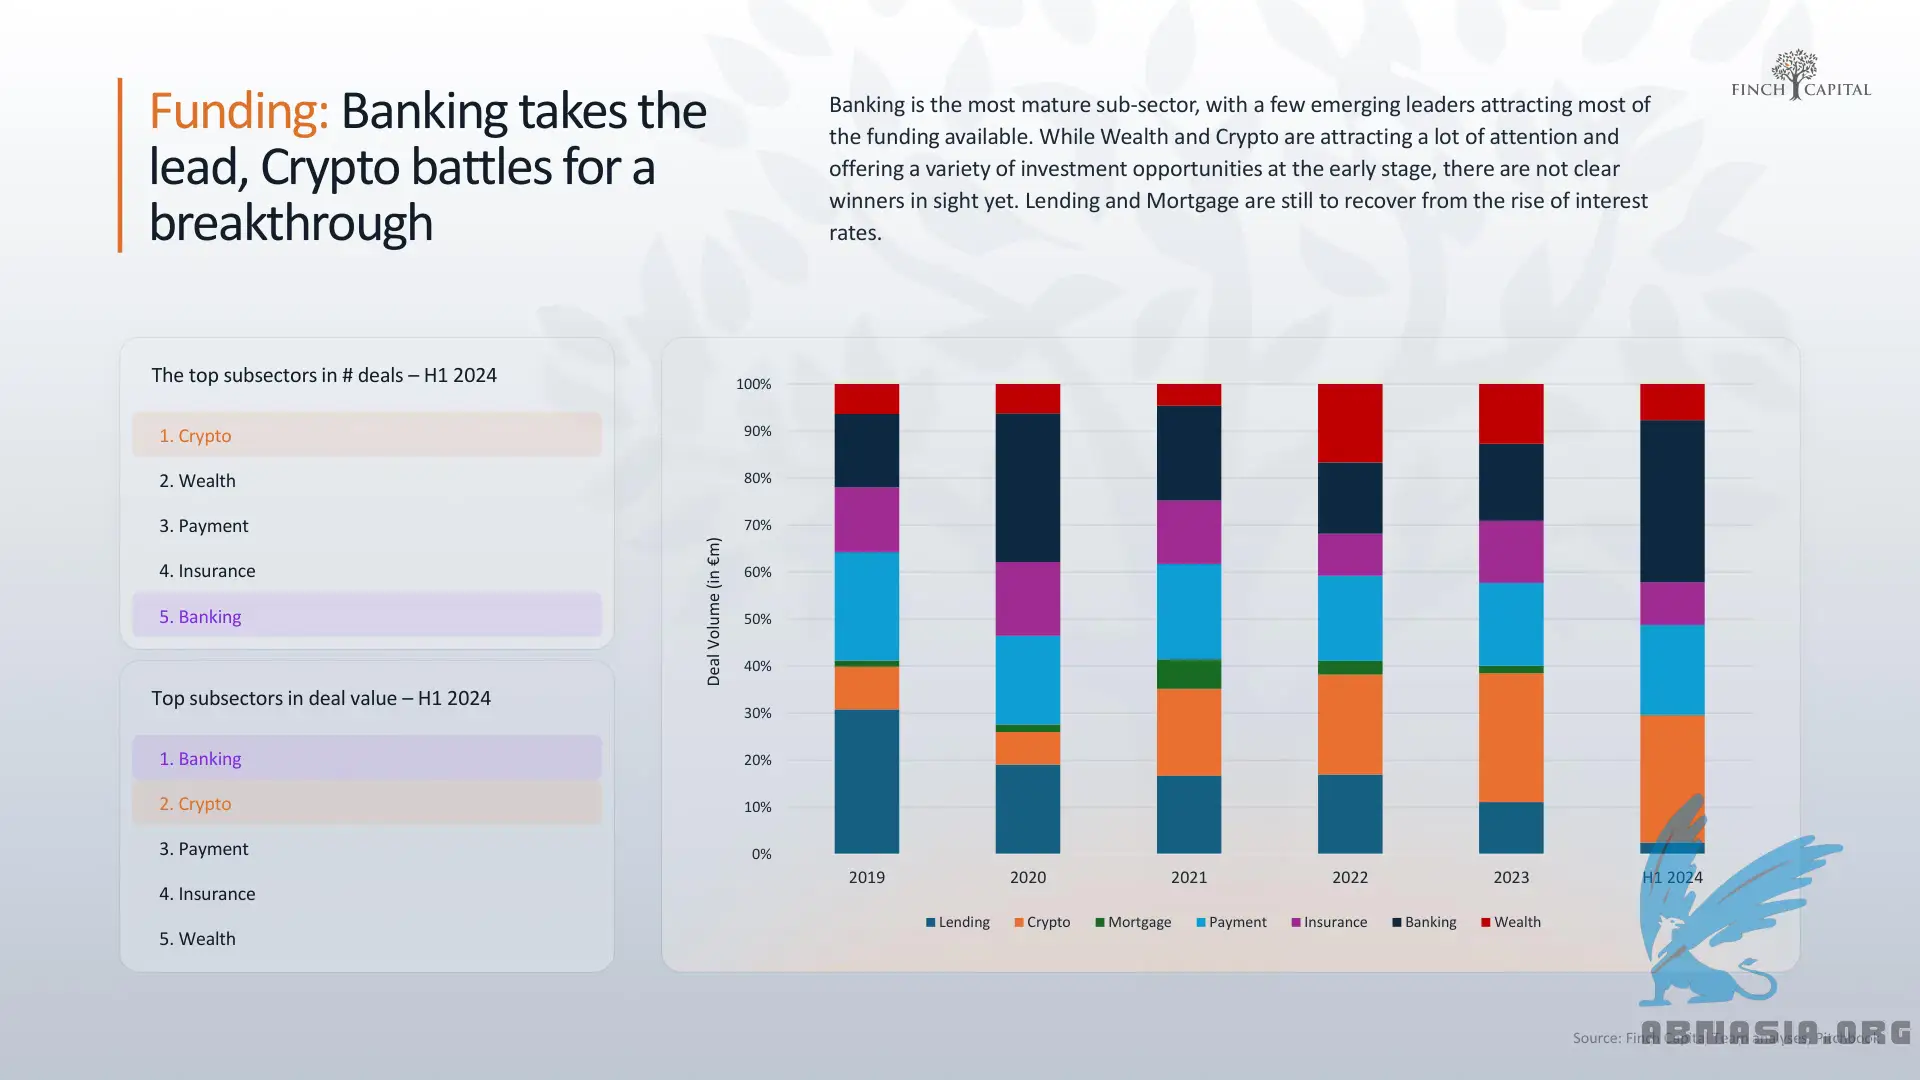 Funding: Banking takes the
lead, Crypto battles for a
breakthrough
Banking is the most mature sub-sector, with a few emerging leaders attracting most of
the funding available. While Wealth and Crypto are attracting a lot of attention and
offering a variety of investment opportunities at the early stage, there are not clear
winners in sight yet. Lending and Mortgage are still to recover from the rise of interest
rates.
FINCH CAPITAL
The top subsectors in # deals – H1 2024
1. Crypto
2. Wealth
3. Payment
4. Insurance
5. Banking
Top subsectors in deal value – H1 2024
1. Banking
2. Crypto
3. Payment
4. Insurance
5. Wealth
Deal Volume (in €m)
100%
90%
80%
70%
60%
50%
40%
30%
20%
10%
0%
2019 2020 2021 2022 2023 H1 2024
Lending Crypto Mortgage Payment Insurance Banking Wealth
Source: Finch Capital Team analyses, Pitchbook
ARMASIA.ORG